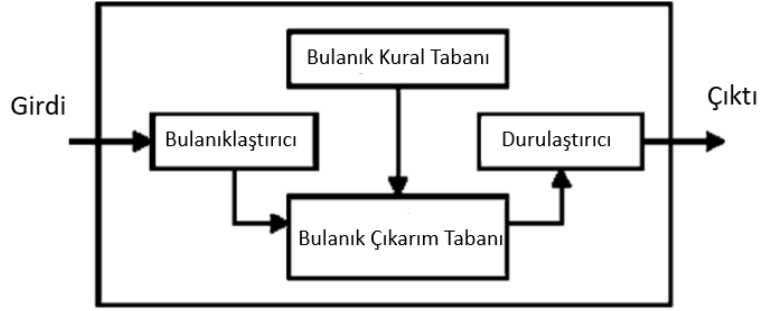 Bulanık Kural Tabanı
Girdi
Çıktı
Bulanıklaştırıcı
Durulaştırıcı
Bulanık Çıkarım Tabanı